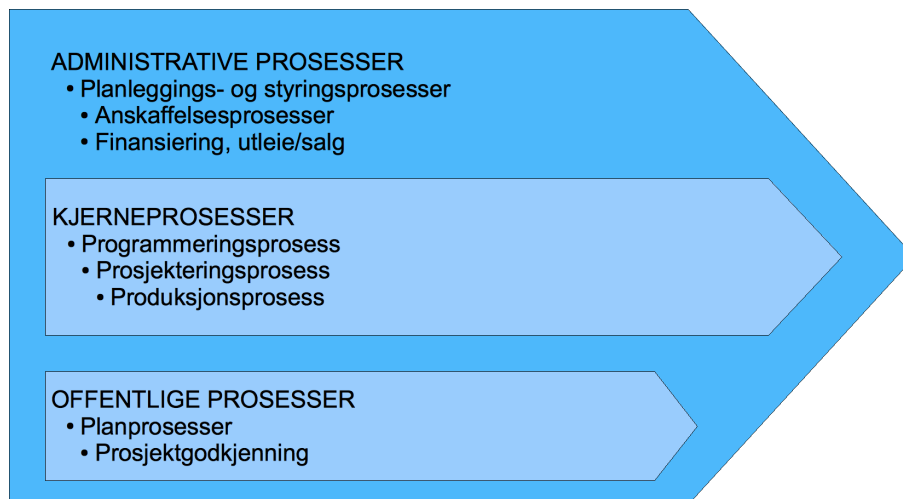 ADMINISTRATIVE PROSESSER
• Planleggings- og styringsprosesser
• Anskaffelsesprosesser
• Finansiering, utleie/salg
KJERNEPROSESSER
• Programmeringsprosess
• Prosjekteringsprosess
• Produksjonsprosess
OFFENTLIGE PROSESSER
• Planprosesser
• Prosjektgodkjenning